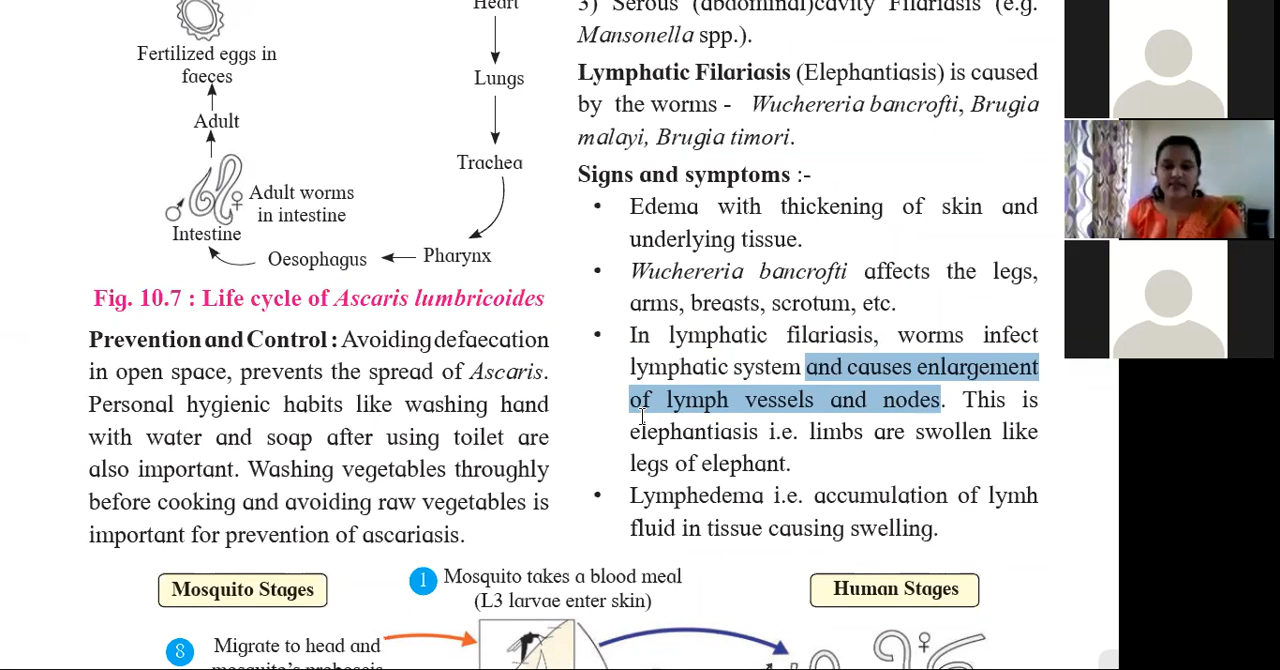 Fertilized eggs in
faeces
Adult
Adult worms
in intestine
Intestine
Oesophagus
Pharynx
Trachea
Lungs
Heart
Fig. 10.7 : Life cycle of Ascaris lumbricoides
Prevention and Control : Avoiding defaecation
in open space, prevents the spread of Ascaris.
Personal hygienic habits like washing hand
with water and soap after using toilet are
also important. Washing vegetables throughly
before cooking and avoiding raw vegetables is
important for prevention of ascariasis.
3) Serous (abdominal)cavity Filariasis (e.g.
Mansonella spp.).
Lymphatic Filariasis (Elephantiasis) is caused
by the worms - Wuchereria bancrofti, Brugia
malayi, Brugia timori.
Signs and symptoms :-
• Edema with thickening of skin and
underlying tissue.
• Wuchereria bancrofti affects the legs,
arms, breasts, scrotum, etc.
• In lymphatic filariasis, worms infect
lymphatic system and causes enlargement
of lymph vessels and nodes. This is
elephantiasis i.e. limbs are swollen like
legs of elephant.
• Lymphedema i.e. accumulation of lymh
fluid in tissue causing swelling.
Mosquito Stages
1 Mosquito takes a blood meal
(L3 larvae enter skin)
Human Stages
8 Migrate to head and
mosquito's proboscis